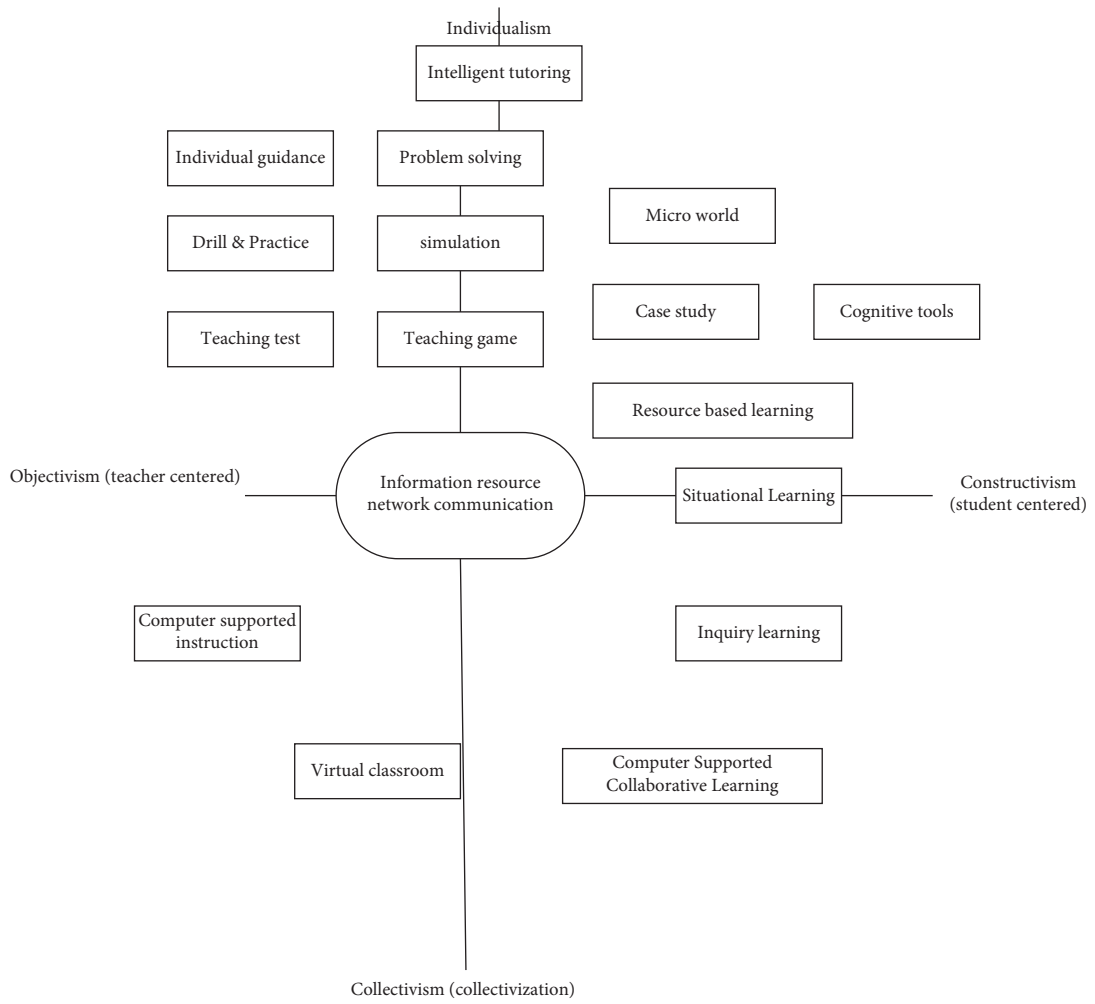 Individualism
Intelligent tutoring
Individual guidance
Problem solving
Micro world
Drill & Practice
simulation
Case study
Cognitive tools
Teaching test
Teaching game
Resource based learning
Objectivism (teacher centered)
Information resource
network communication
Situational Learning
Constructivism
(student centered)
Computer supported
instruction
Inquiry learning
Virtual classroom
Computer Supported
Collaborative Learning
Collectivism (collectivization)